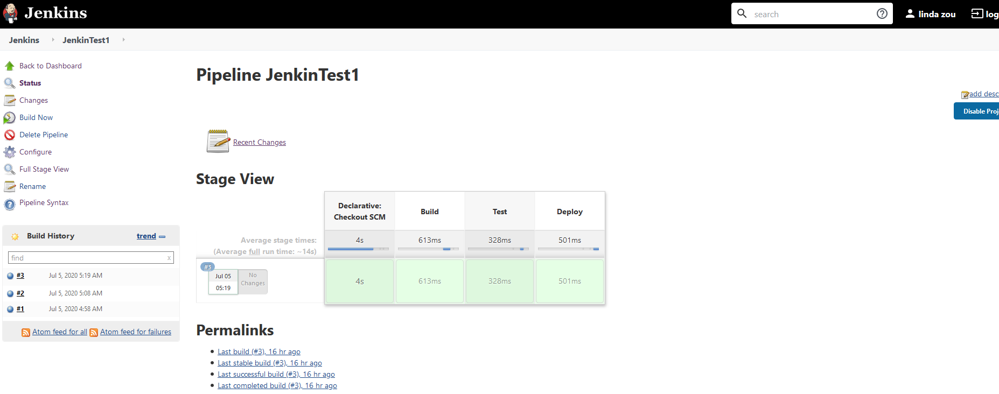 Jenkins
search
linda zou
log
Jenkins
JenkinTest1
Back to Dashboard
Status
Changes
Build Now
Delete Pipeline
Configure
Full Stage View
Rename
Pipeline Syntax
Build History
trend
find
x
#3 Jul 5, 2020 5:19 AM
#2 Jul 5, 2020 5:08 AM
#1 Jul 5, 2020 4:58 AM
Atom feed for all Atom feed for failures
Pipeline JenkinTest1
add desc
Disable Proj
Recent Changes
Stage View
Declarative:
Checkout SCM
Build
Test
Deploy
Average stage times:
(Average full run time: ~14s)
4s
613ms
328ms
501ms
#3
Jul 05
05:19
No
Changes
4s
613ms
328ms
501ms
Permalinks
Last build (#3), 16 hr ago
Last stable build (#3), 16 hr ago
Last successful build (#3), 16 hr ago
Last completed build (#3), 16 hr ago